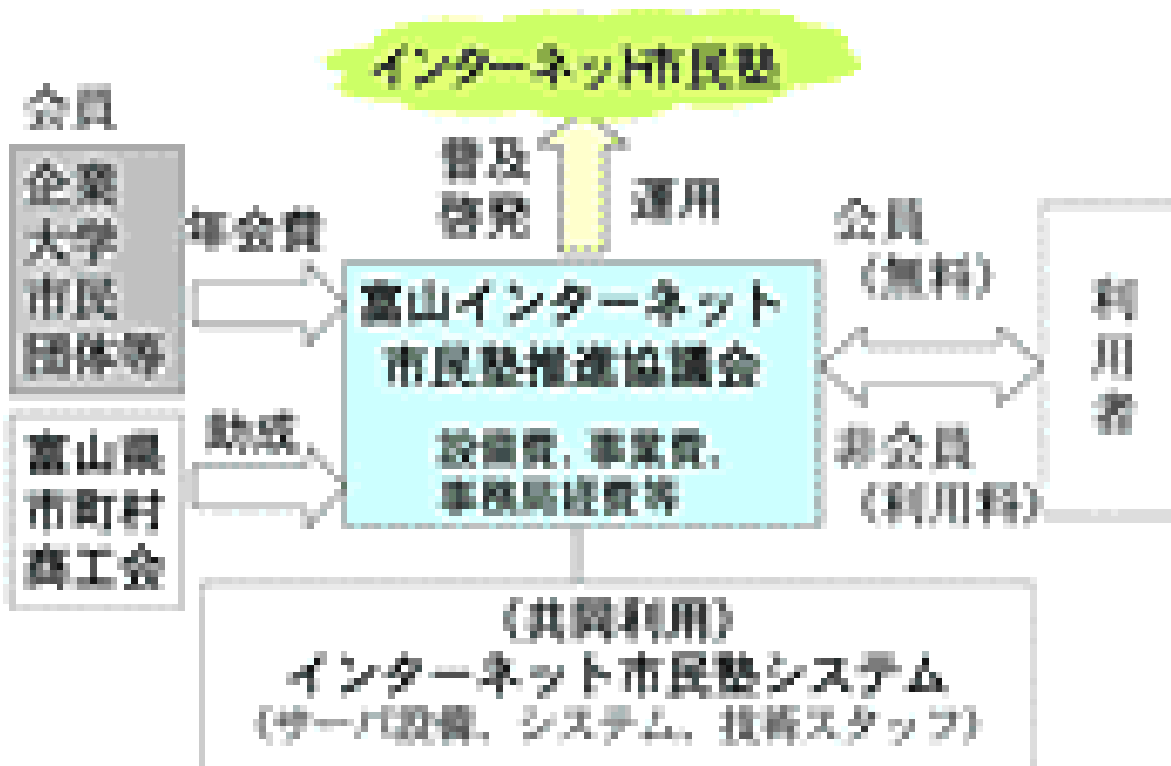 インターネット市民塾
会員
企業
大学
市民
団体等
年会費
普及
啓発
運用
富山県
市町村
商工会
助成
富山インターネット
市民塾推進協議会
設備費、事業費、
事務局経費等
会員
(無料)
非会員
(利用料)
利
用
者
(共同利用)
インターネット市民塾システム
(サーバ設備、システム、技術スタッフ)